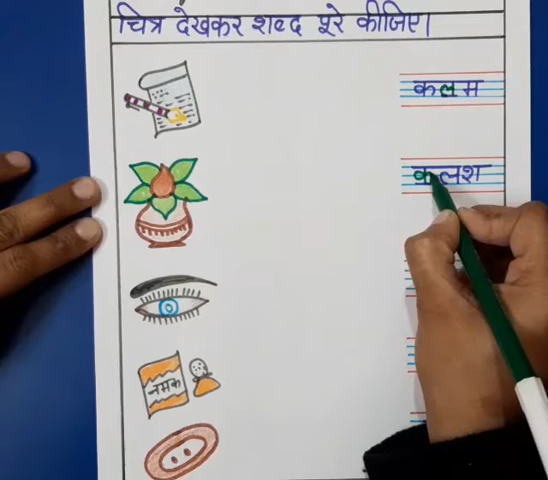 चित्र देखकर शब्द पूरे कीजिए।
कलम
कलश
नमक